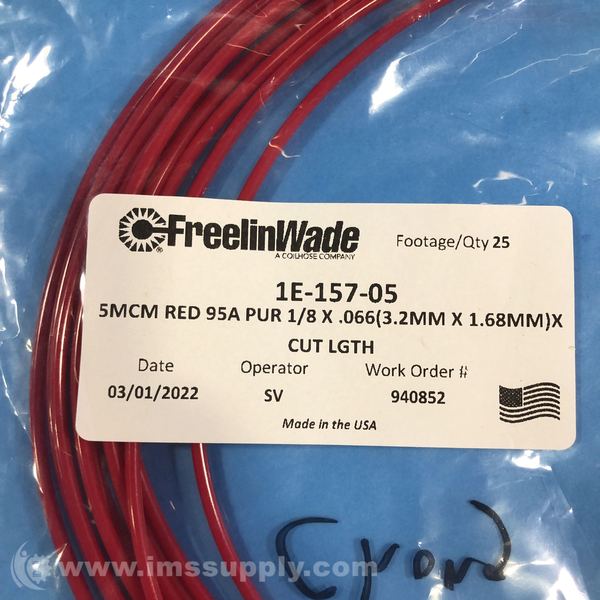 FreelinWade
A COILHOSE COMPANY
Footage/Qty 25
1E-157-05
5MCM RED 95A PUR 1/8 X .066(3.2MM X 1.68MM)X
CUT LGTH
Date Operator Work Order #
03/01/2022 SV 940852
Made in the USA
© www.imssupply.com